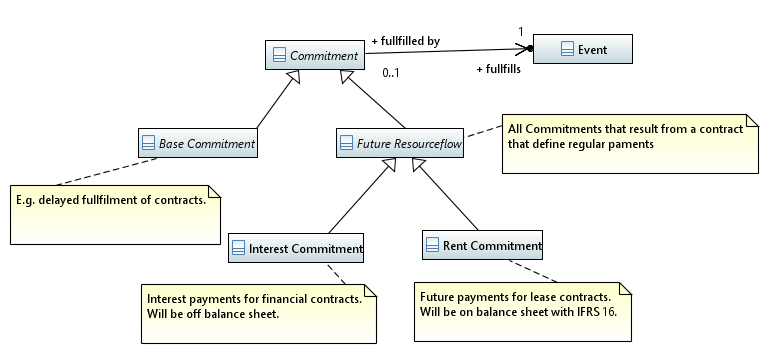 1
+ fullfilled by
Commitment
Event
0..1
+ fullfills
All Commitments that result from a contract
that define regular paments
Base Commitment
Future Resourceflow
E.g. delayed fullfilment of contracts.
Interest Commitment
Rent Commitment
Interest payments for financial contracts.
Will be off balance sheet.
Future payments for lease contracts.
Will be on balance sheet with IFRS 16.